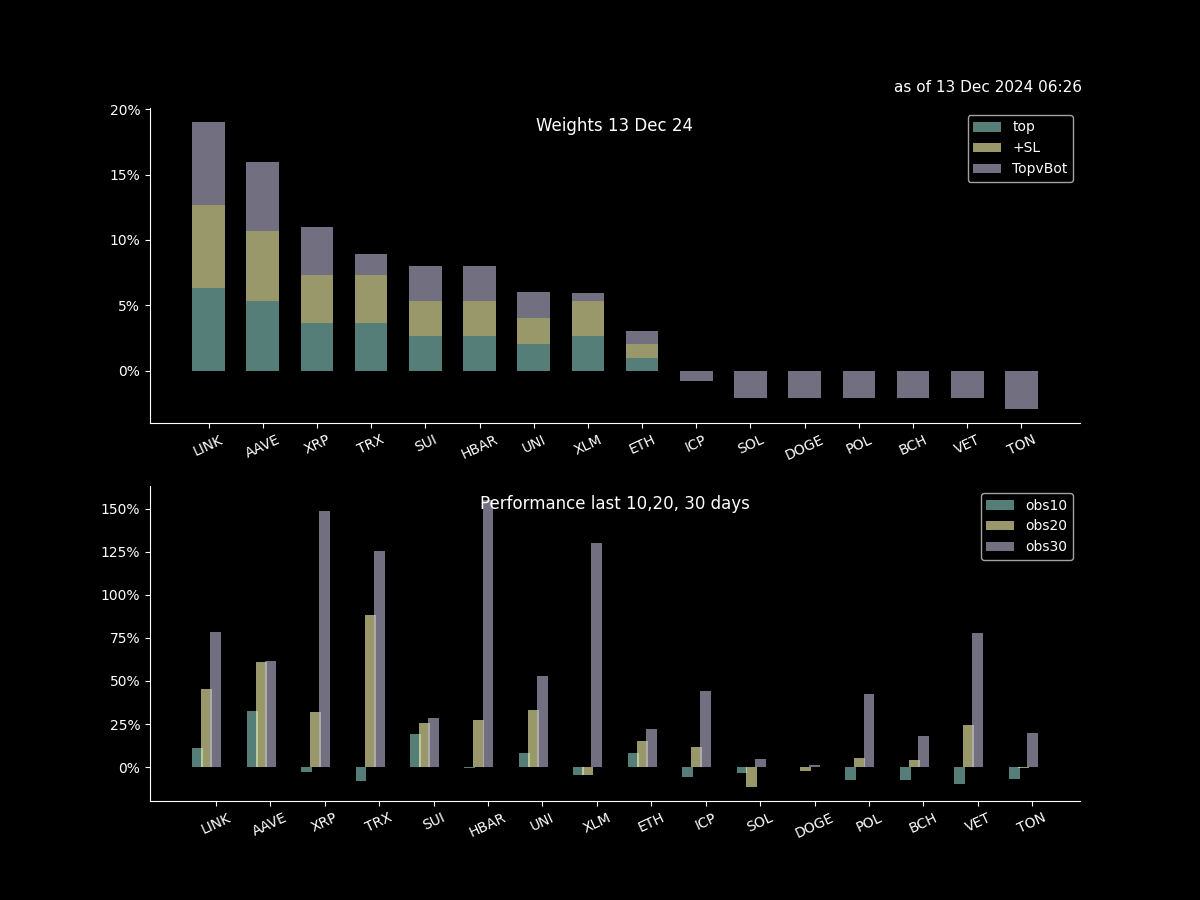 as of 13 Dec 2024 06:26
Weights 13 Dec 24
top
+SL
TopvBot
20%
15%
10%
5%
0%
LINK AAVE XRP TRX SUI HBAR UNI XLM ETH ICP SOL DOGE POL BCH VET TON
Performance last 10,20, 30 days
obs10
obs20
obs30
150%
125%
100%
75%
50%
25%
0%
LINK AAVE XRP TRX SUI HBAR UNI XLM ETH ICP SOL DOGE POL BCH VET TON